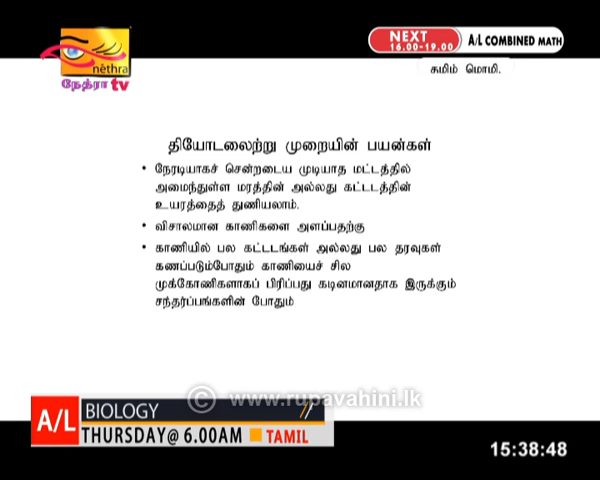 NEXT
16.00-19.00
A/L COMBINED MATH
nethra
நேத்ரா tv
கமிம் மொமி.
தியோடலைற்று முறையின் பயன்கள்
• நேரடியாகச் சென்றடைய முடியாத மட்டத்தில்
அமைந்துள்ள மரத்தின் அல்லது கட்டடத்தின்
உயரத்தைத் துணியலாம்.
• விசாலமான காணிகளை அளப்பதற்கு
• காணியில் பல கட்டடங்கள் அல்லது பல தரவுகள்
கணப்படும்போதும் காணியைச் சில
முக்கோணிகளாகப் பிரிப்பது கடினமானதாக இருக்கும்
சந்தர்ப்பங்களின் போதும்
© www.rupavahini.lk
A/L
BIOLOGY
THURSDAY@ 6.00AM
TAMIL
15:38:48